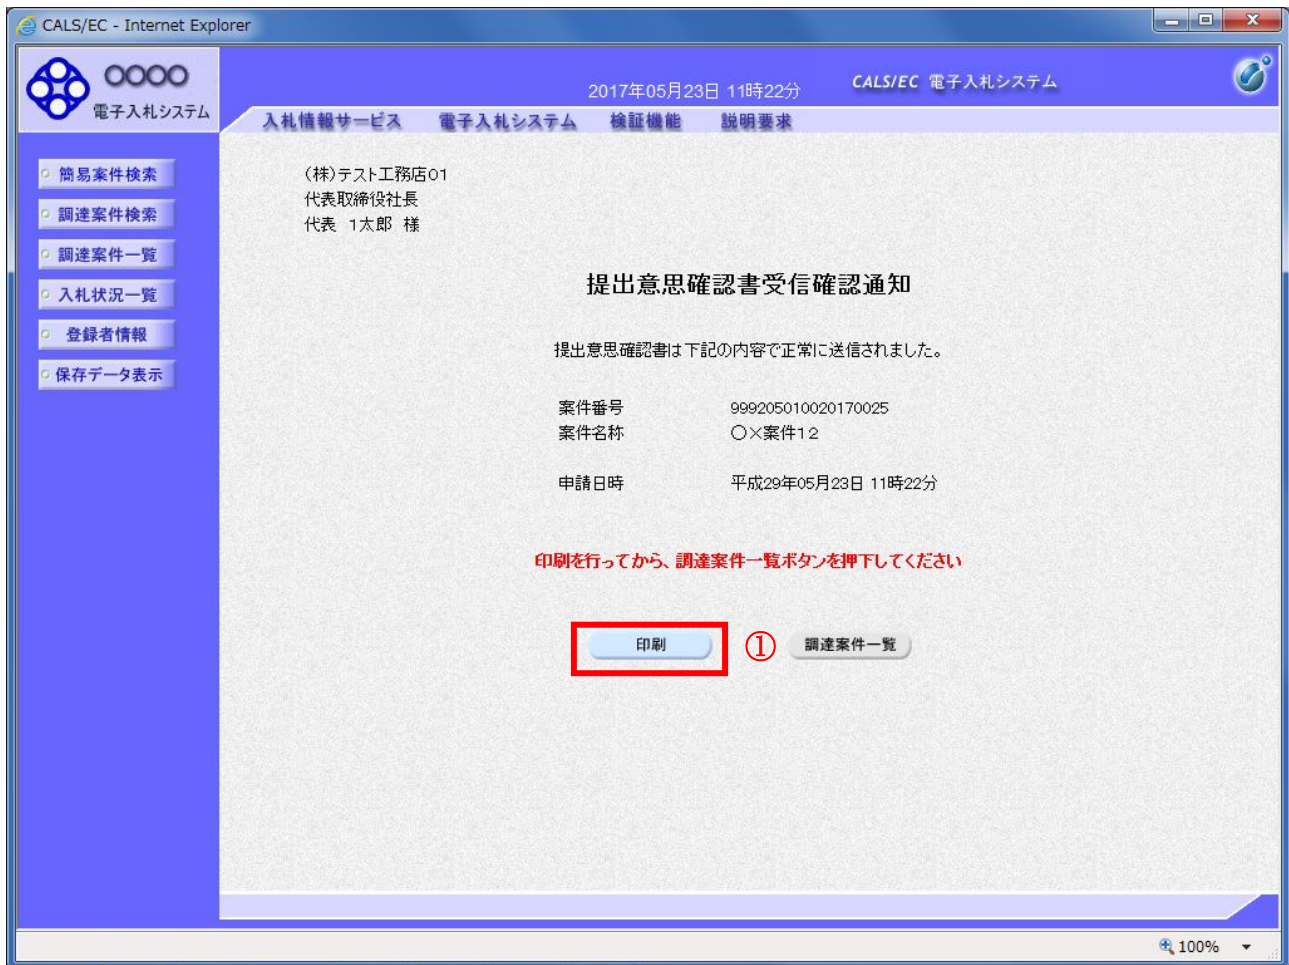 CALS/EC - Internet Explorer
○○○○
電子入札システム
2017年05月23日 11時22分
CALS/EC 電子入札システム
入札情報サービス 電子入札システム 検証機能 説明要求
簡易案件検索
調達案件検索
調達案件一覧
入札状況一覧
登録者情報
保存データ表示
(株)テスト工務店01
代表取締役社長
代表 1太郎 様
提出意思確認書受信確認通知
提出意思確認書は下記の内容で正常に送信されました。
案件番号 999205010020170025
案件名称 ○×案件12
申請日時 平成29年05月23日 11時22分
印刷を行ってから、調達案件一覧ボタンを押下してください
印刷 ① 調達案件一覧
100%